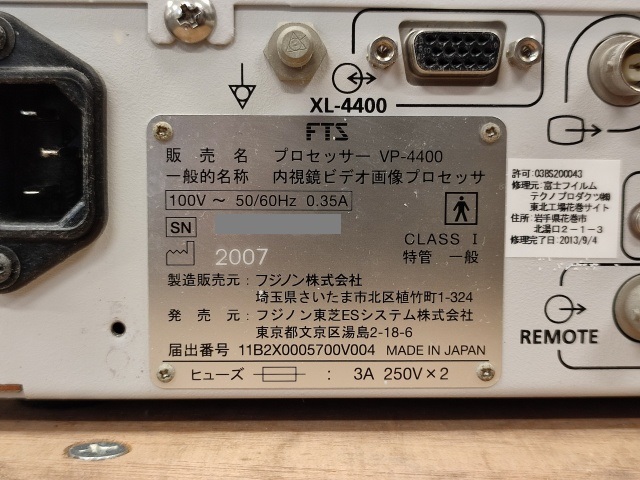 XL-4400
FTS
販売名 プロセッサー VP-4400
一般的名称 内視鏡ビデオ画像プロセッサ
100V ～ 50/60Hz 0.35A
SN
2007
CLASS I
特管 一般
製造販売元：フジノン株式会社
埼玉県さいたま市北区植竹町1-324
発売元：フジノン東芝ESシステム株式会社
東京都文京区湯島2-18-6
届出番号 11B2X0005700V004 MADE IN JAPAN
ヒューズ : 3A 250V×2
許可:03BS200043
修理元:富士フイルム
テクノプロダクツ㈱
東北工場花巻サイト
住所:岩手県花巻市
北湯口2－1－3
修理完了日:2013/9/4
REMOTE